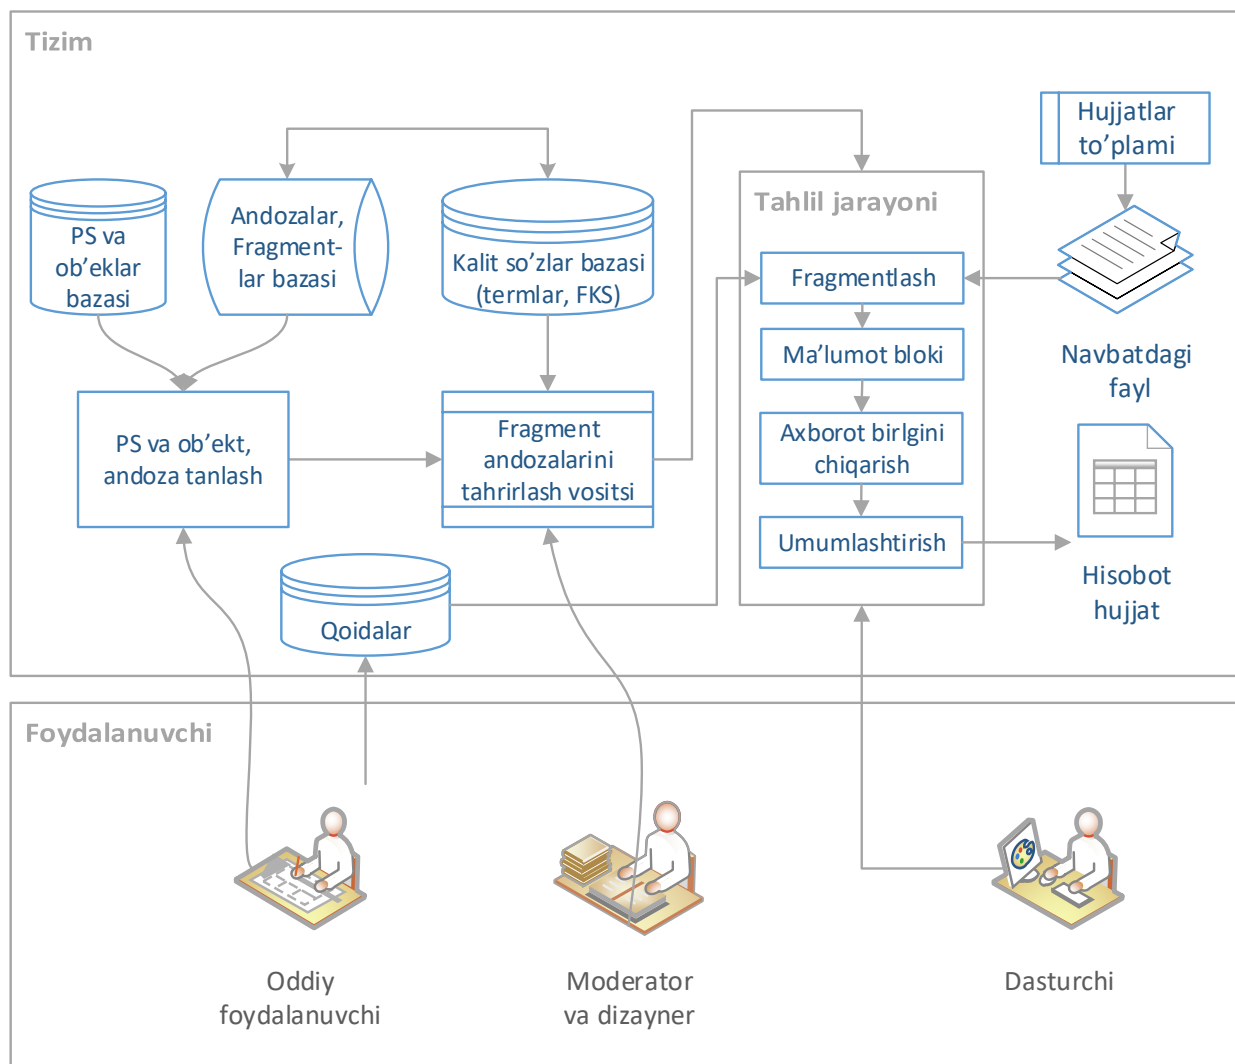 Tizim
Hujjatlar
to’plami
PS va
ob’eklar
bazasi
Andozalar,
Fragment-
lar bazasi
Kalit so’zlar bazasi
(termlar, FKS)
Tahlil jarayoni
Fragmentlash
Ma’lumot bloki
Axborot birlgini
chiqarish
Umumlashtirish
Navbatdagi
fayl
PS va ob’ekt,
andoza tanlash
Fragment
andozalarini
tahrirlash vositsi
Qoidalar
Hisobot
hujjat
Foydalanuvchi
Oddiy
foydalanuvchi
Moderator
va dizayner
Dasturchi